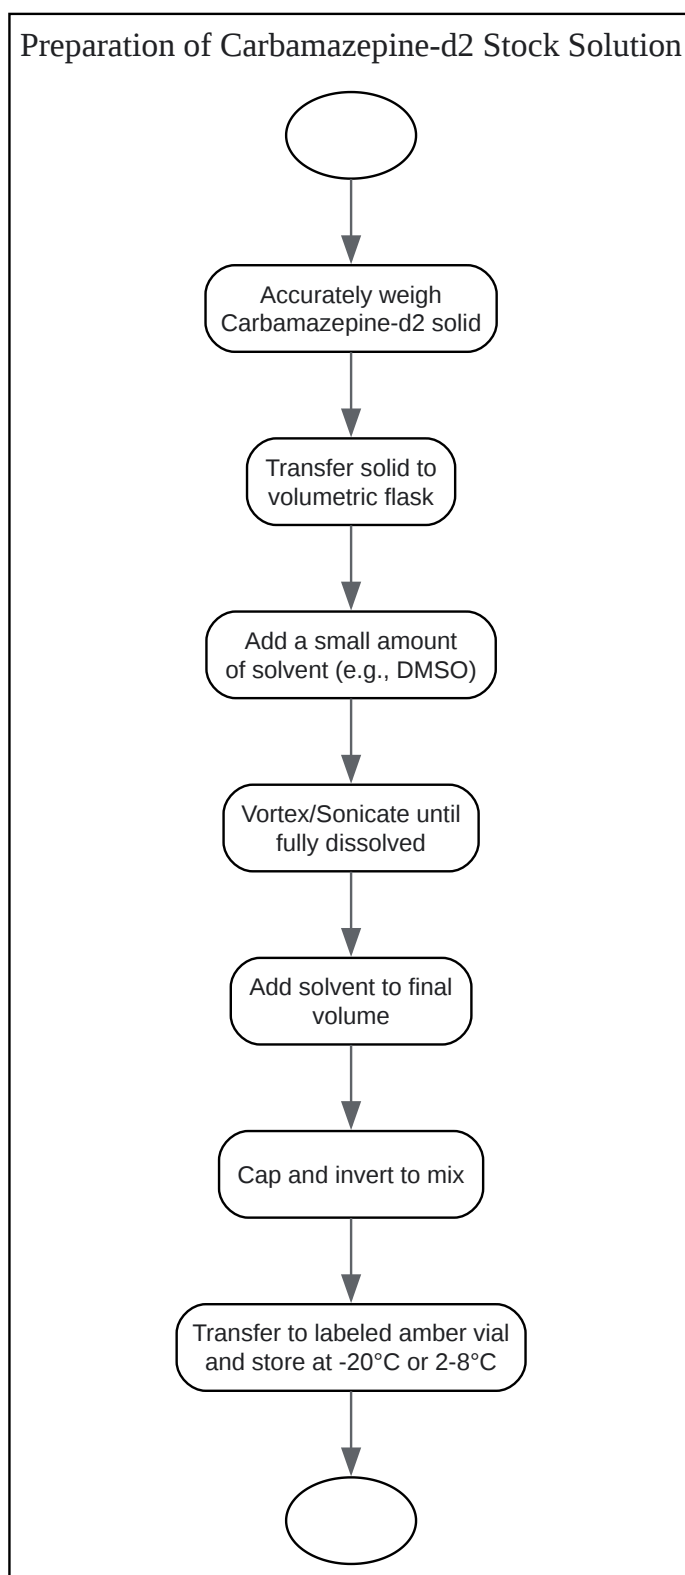 Preparation of Carbamazepine-d2 Stock Solution
Accurately weigh
Carbamazepine-d2 solid
Transfer solid to
volumetric flask
Add a small amount
of solvent (e.g., DMSO)
Vortex/Sonicate until
fully dissolved
Add solvent to final
volume
Cap and invert to mix
Transfer to labeled amber vial
and store at -20°C or 2-8°C